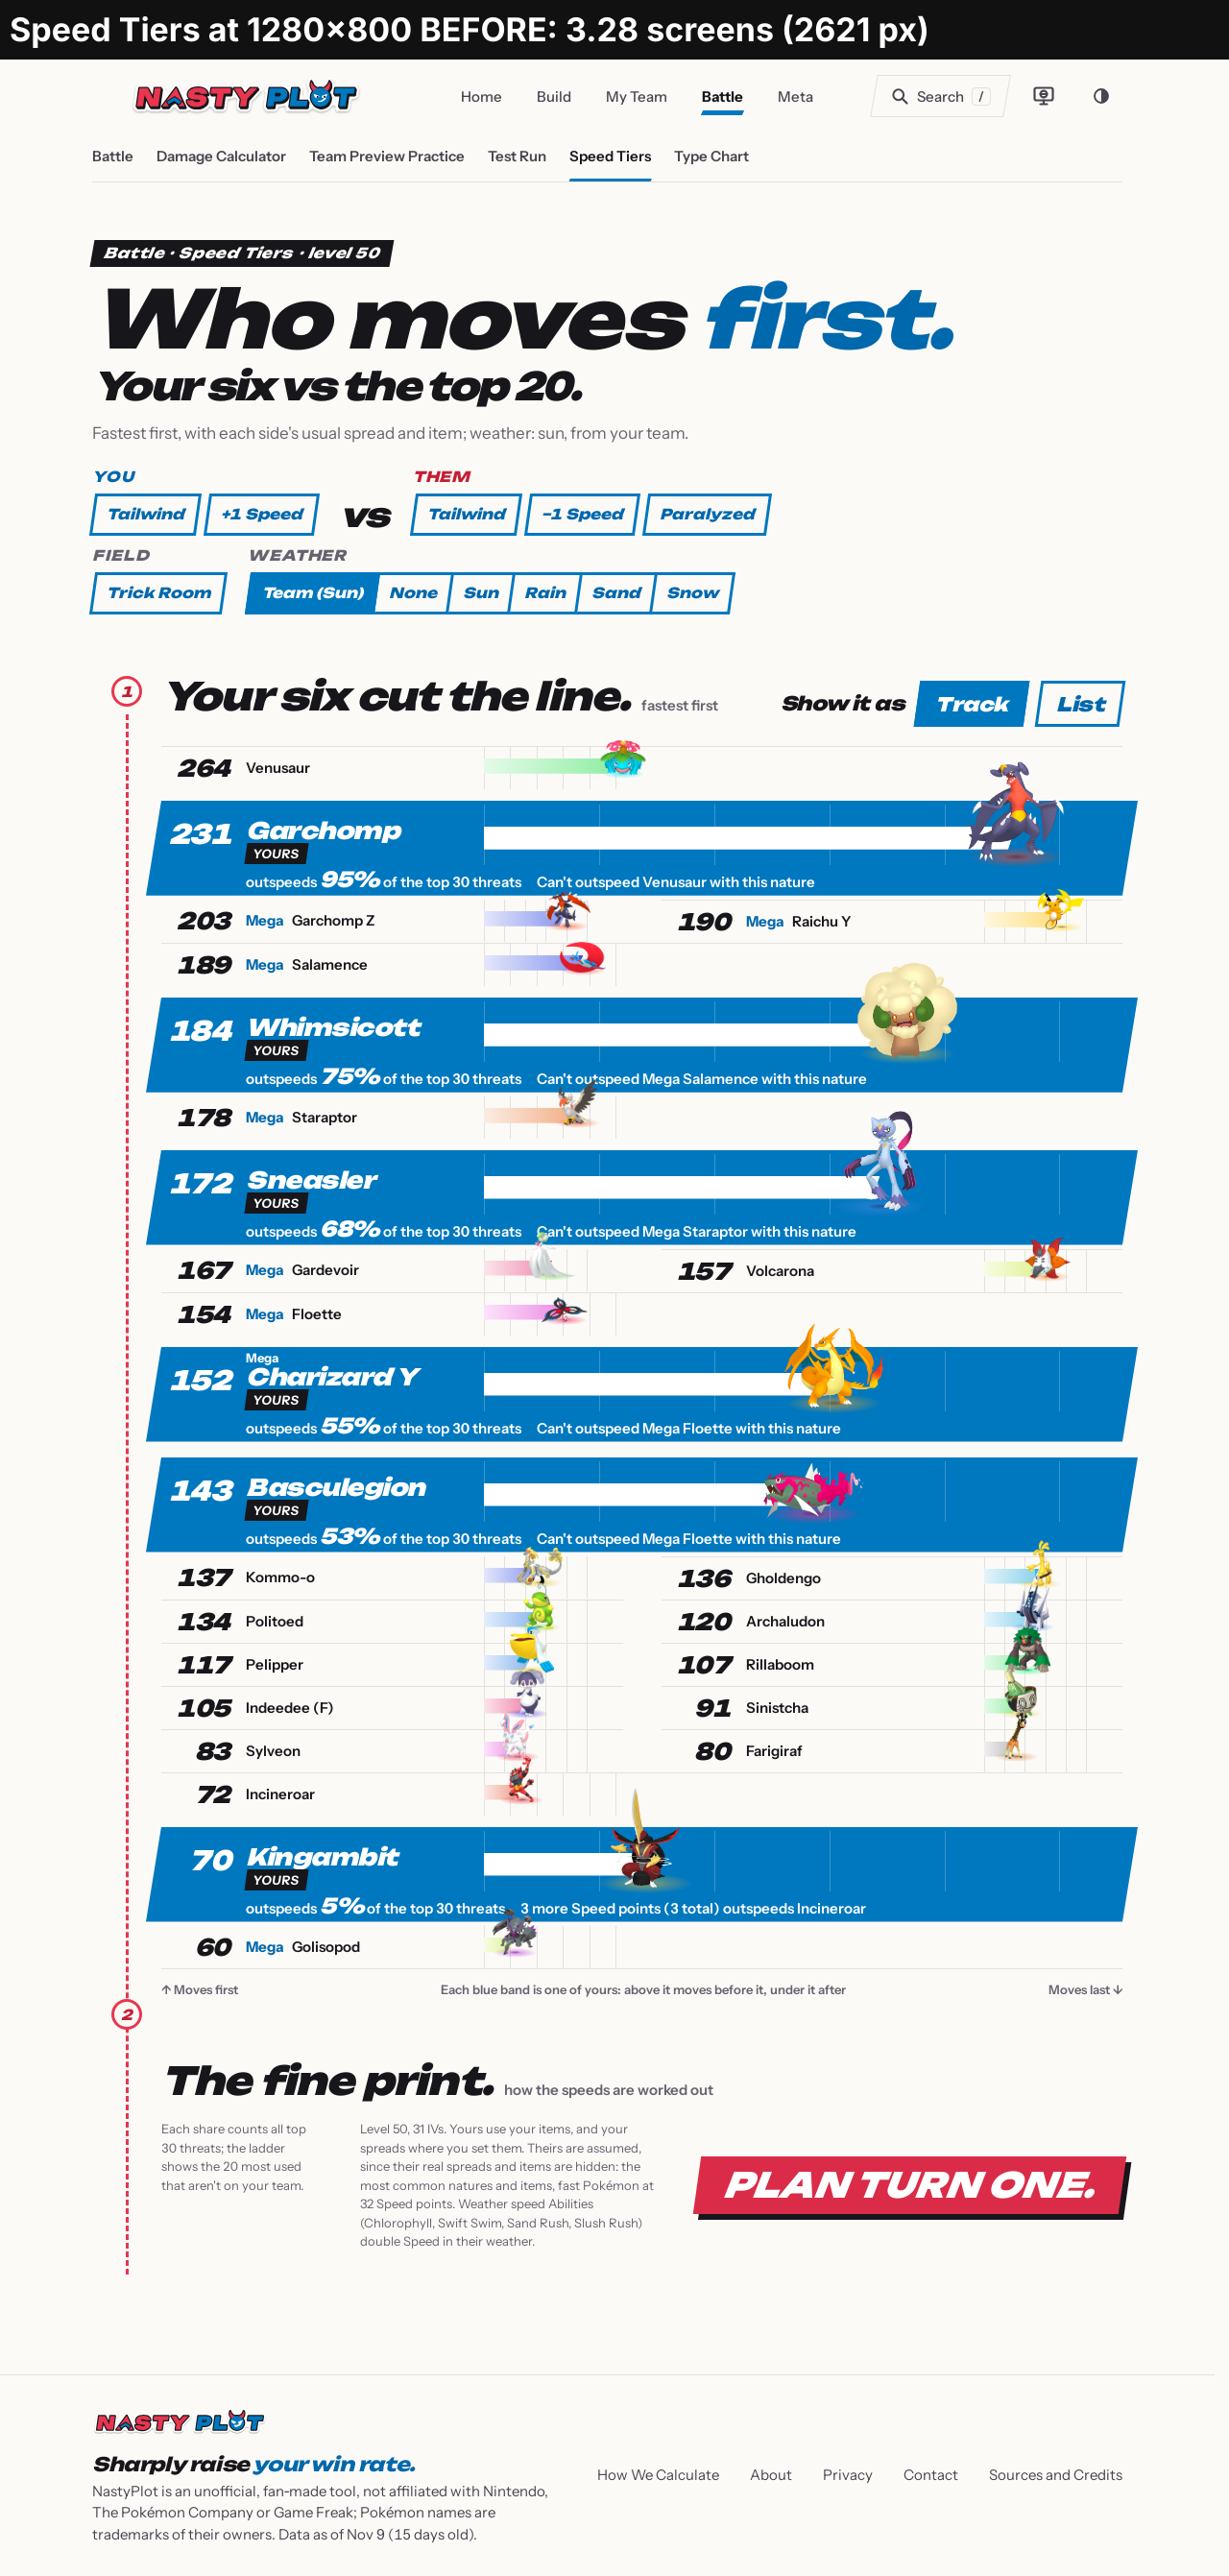 Speed Tiers at 1280×800 BEFORE: 3.28 screens (2621 px)
NASTY PLOT
Home Build My Team Battle Meta Search /
Battle Damage Calculator Team Preview Practice Test Run Speed Tiers Type Chart
Battle · Speed Tiers · level 50
Who moves first.
Your six vs the top 20.
Fastest first, with each side's usual spread and item; weather: sun, from your team.
YOU THEM
Tailwind +1 Speed VS Tailwind −1 Speed Paralyzed
FIELD WEATHER
Trick Room Team (Sun) None Sun Rain Sand Snow
1 Your six cut the line. fastest first Show it as Track List
264 Venusaur
231 Garchomp
YOURS
outspeeds 95% of the top 30 threats Can't outspeed Venusaur with this nature
203 Mega Garchomp Z 190 Mega Raichu Y
189 Mega Salamence
184 Whimsicott
YOURS
outspeeds 75% of the top 30 threats Can't outspeed Mega Salamence with this nature
178 Mega Staraptor
172 Sneasler
YOURS
outspeeds 68% of the top 30 threats Can't outspeed Mega Staraptor with this nature
167 Mega Gardevoir 157 Volcarona
154 Mega Floette
Mega
152 Charizard Y
YOURS
outspeeds 55% of the top 30 threats Can't outspeed Mega Floette with this nature
143 Basculegion
YOURS
outspeeds 53% of the top 30 threats Can't outspeed Mega Floette with this nature
137 Kommo-o 136 Gholdengo
134 Politoed 120 Archaludon
117 Pelipper 107 Rillaboom
105 Indeedee (F) 91 Sinistcha
83 Sylveon 80 Farigiraf
72 Incineroar
70 Kingambit
YOURS
outspeeds 5% of the top 30 threats 3 more Speed points (3 total) outspeeds Incineroar
60 Mega Golisopod
↑ Moves first Each blue band is one of yours: above it moves before it, under it after Moves last ↓
2
The fine print. how the speeds are worked out
Each share counts all top
30 threats; the ladder
shows the 20 most used
that aren't on your team.
Level 50, 31 IVs. Yours use your items, and your
spreads where you set them. Theirs are assumed,
since their real spreads and items are hidden: the
most common natures and items, fast Pokémon at
32 Speed points. Weather speed Abilities
(Chlorophyll, Swift Swim, Sand Rush, Slush Rush)
double Speed in their weather.
PLAN TURN ONE.
NASTY PLOT
Sharply raise your win rate.
NastyPlot is an unofficial, fan-made tool, not affiliated with Nintendo,
The Pokémon Company or Game Freak; Pokémon names are
trademarks of their owners. Data as of Nov 9 (15 days old).
How We Calculate About Privacy Contact Sources and Credits